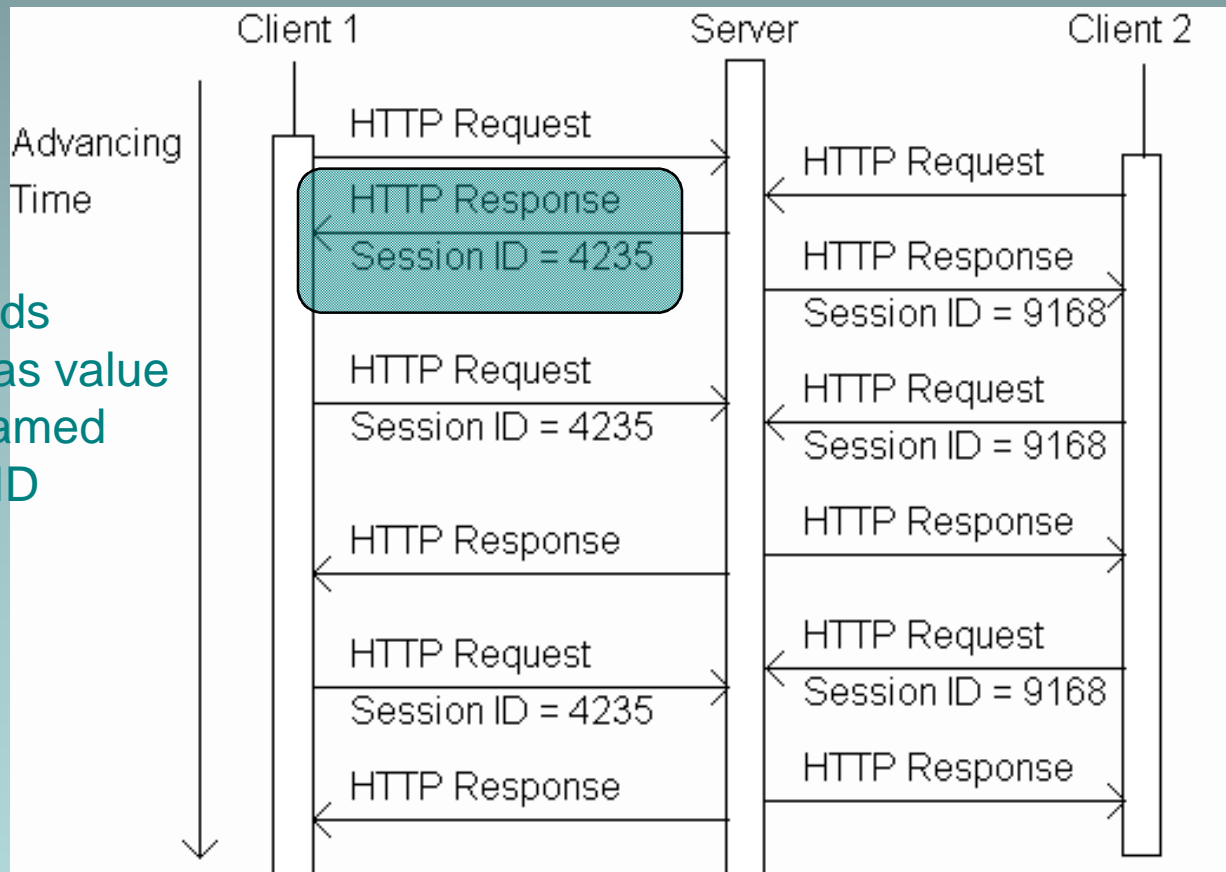 Client 1
Server
Client 2
Advancing
Time
HTTP Request
HTTP Response
Session ID = 4235
HTTP Request
Session ID = 4235
HTTP Response
HTTP Request
Session ID = 4235
HTTP Response
HTTP Request
HTTP Response
Session ID = 9168
HTTP Request
Session ID = 9168
HTTP Response
HTTP Request
Session ID = 9168
HTTP Response
as value